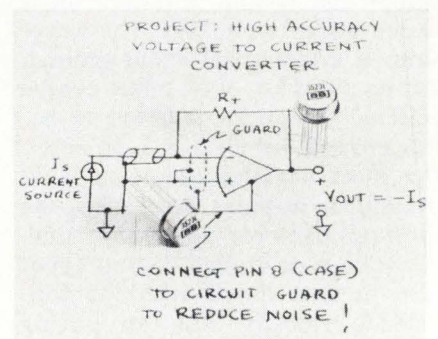 PROJECT: HIGH ACCURACY
VOLTAGE TO CURRENT
CONVERTER
RT
GUARD
IS
CURRENT
SOURCE
−
+
+
−
VOUT = -IS
CONNECT PIN 8 (CASE)
TO CIRCUIT GUARD
TO REDUCE NOISE!